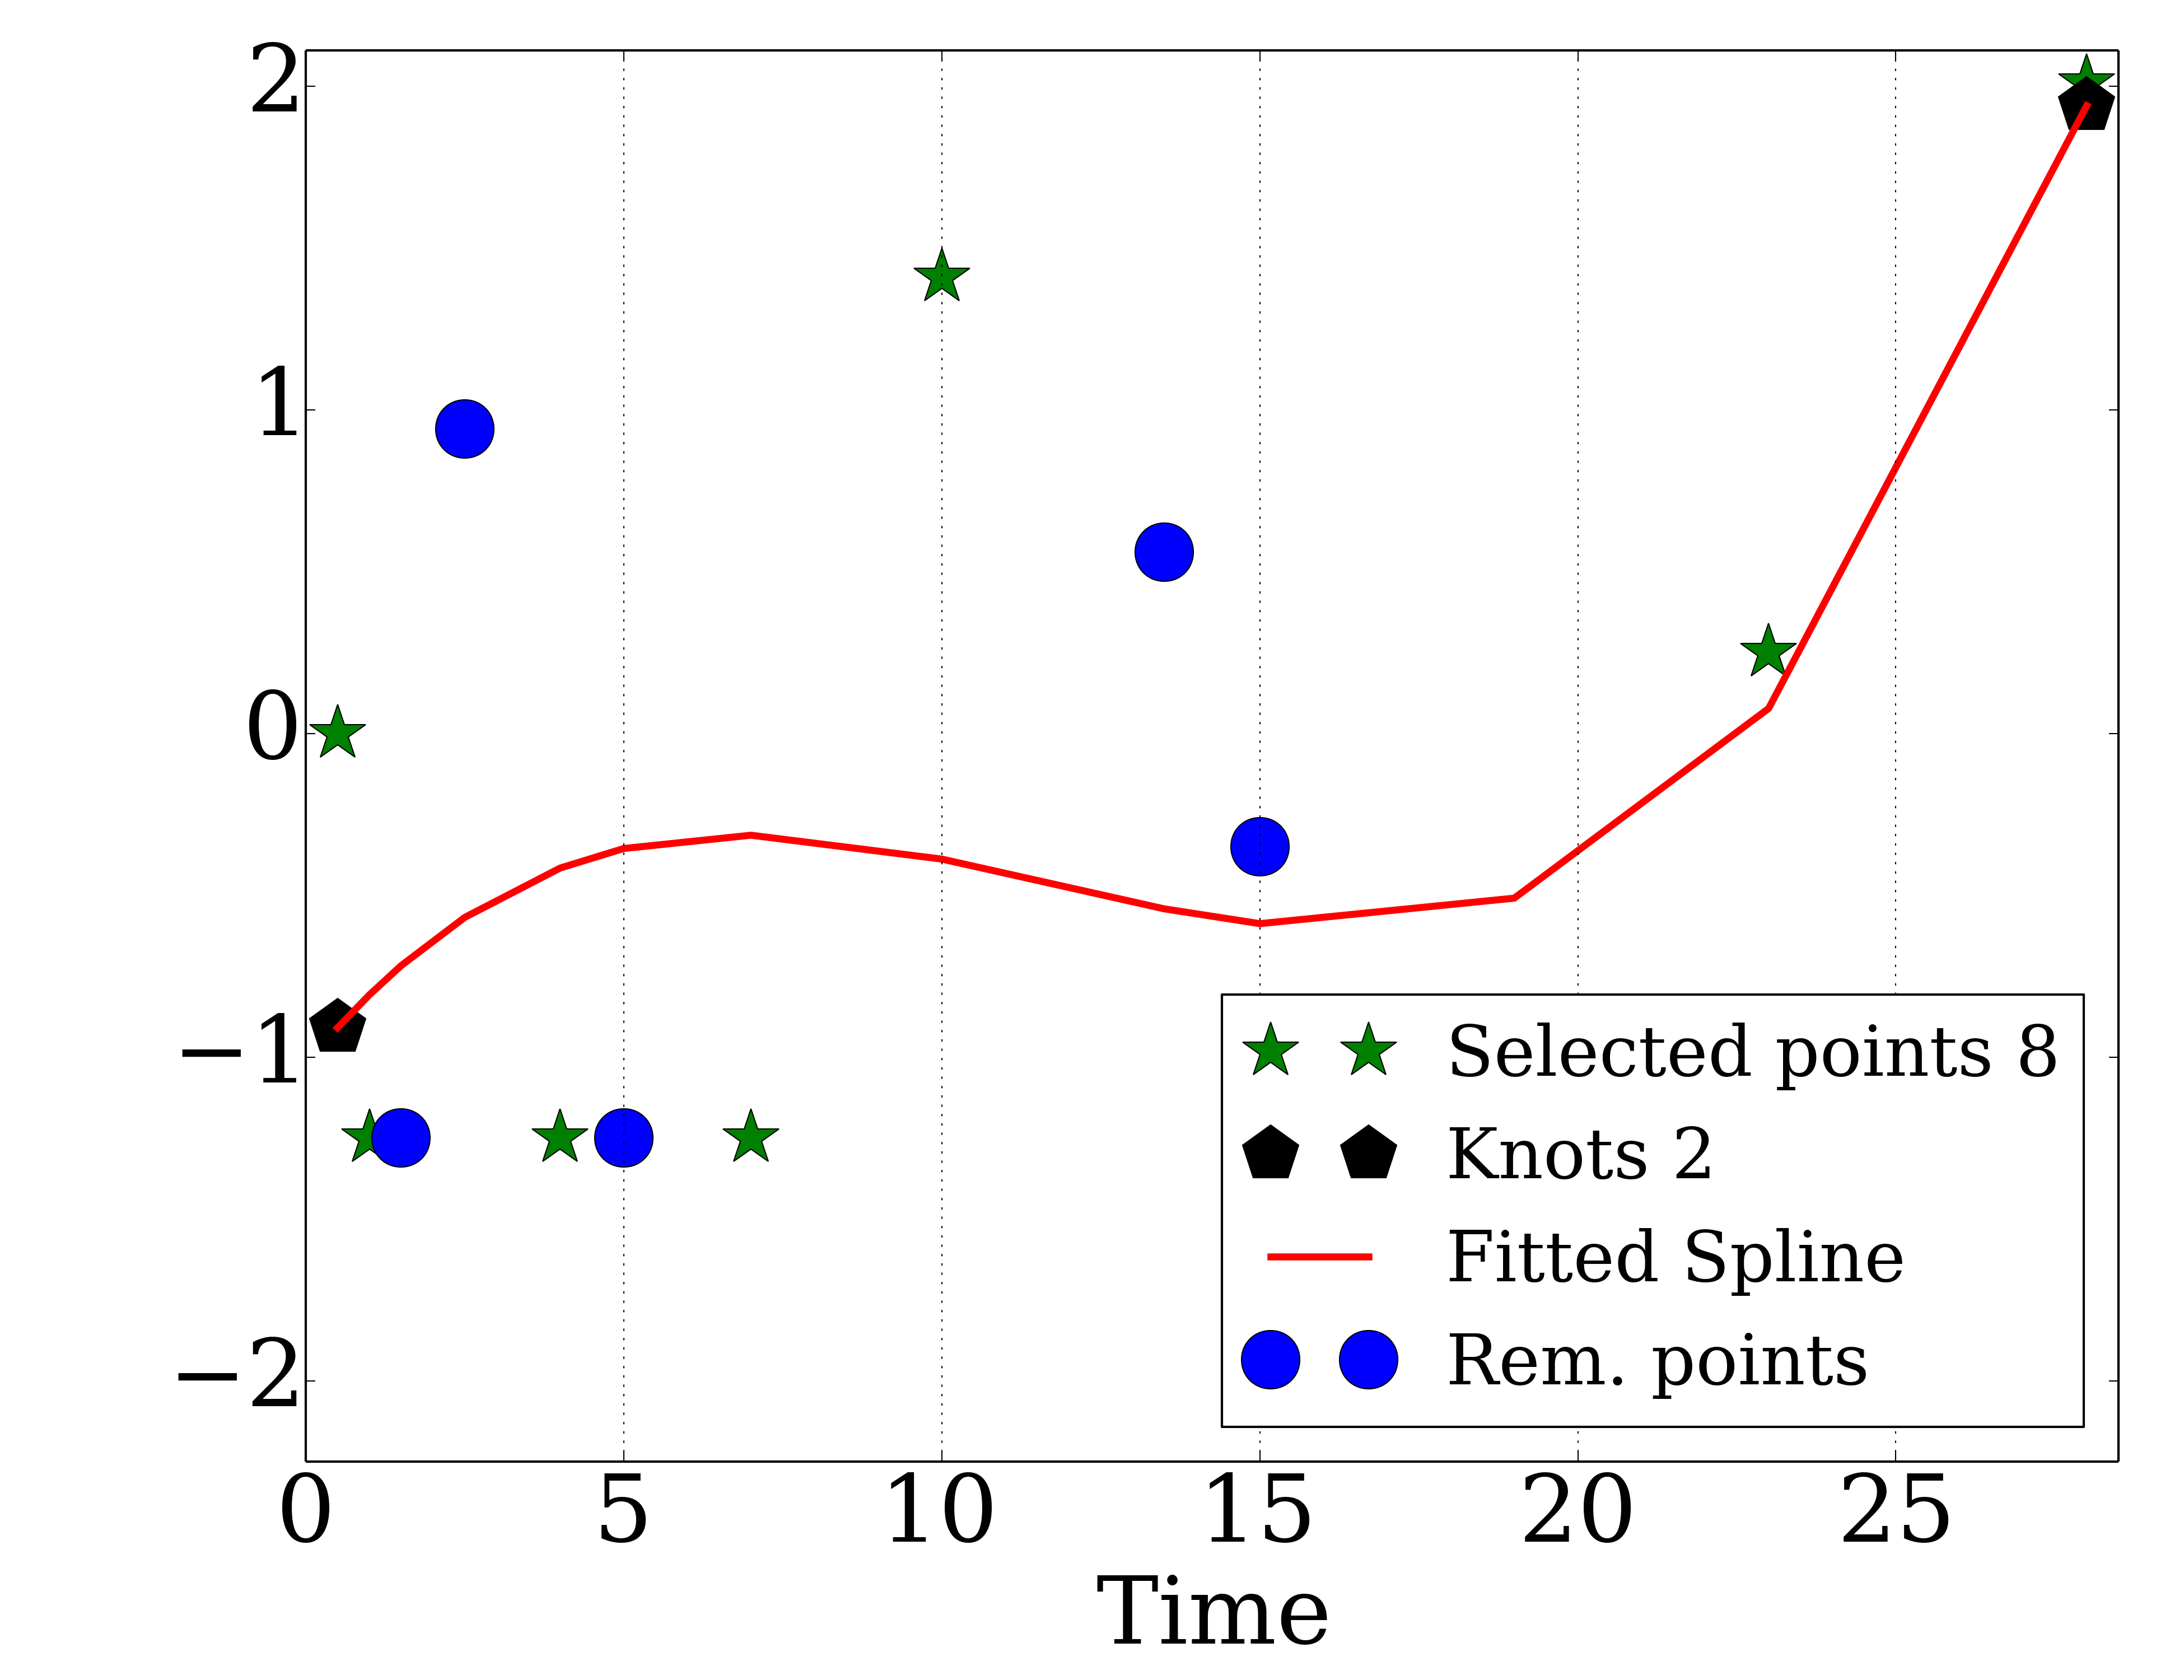 2
1
0
−1
−2
0 5 10 15 20 25
Time
Selected points 8
Knots 2
Fitted Spline
Rem. points